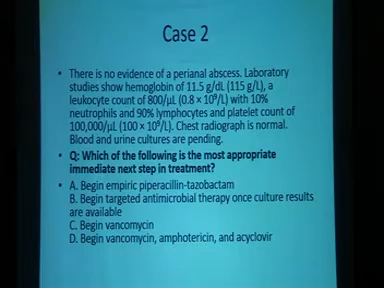 Case 2
• There is no evidence of a perianal abscess. Laboratory
studies show hemoglobin of 11.5 g/dL (115 g/L), a
leukocyte count of 800/µL (0.8 × 10⁹/L) with 10%
neutrophils and 90% lymphocytes and platelet count of
100,000/µL (100 × 10⁹/L). Chest radiograph is normal.
Blood and urine cultures are pending.
• Q: Which of the following is the most appropriate
immediate next step in treatment?
• A. Begin empiric piperacillin-tazobactam
B. Begin targeted antimicrobial therapy once culture results
are available
C. Begin vancomycin
D. Begin vancomycin, amphotericin, and acyclovir